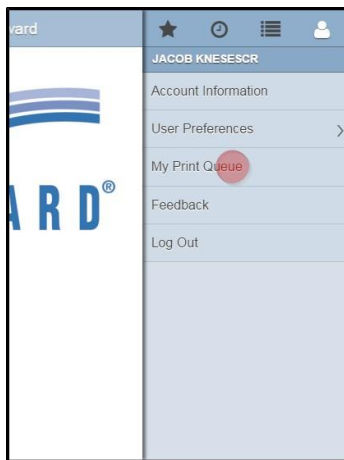 vard
JACOB KNESESCR
Account Information
User Preferences
My Print Queue
Feedback
Log Out
ARD®